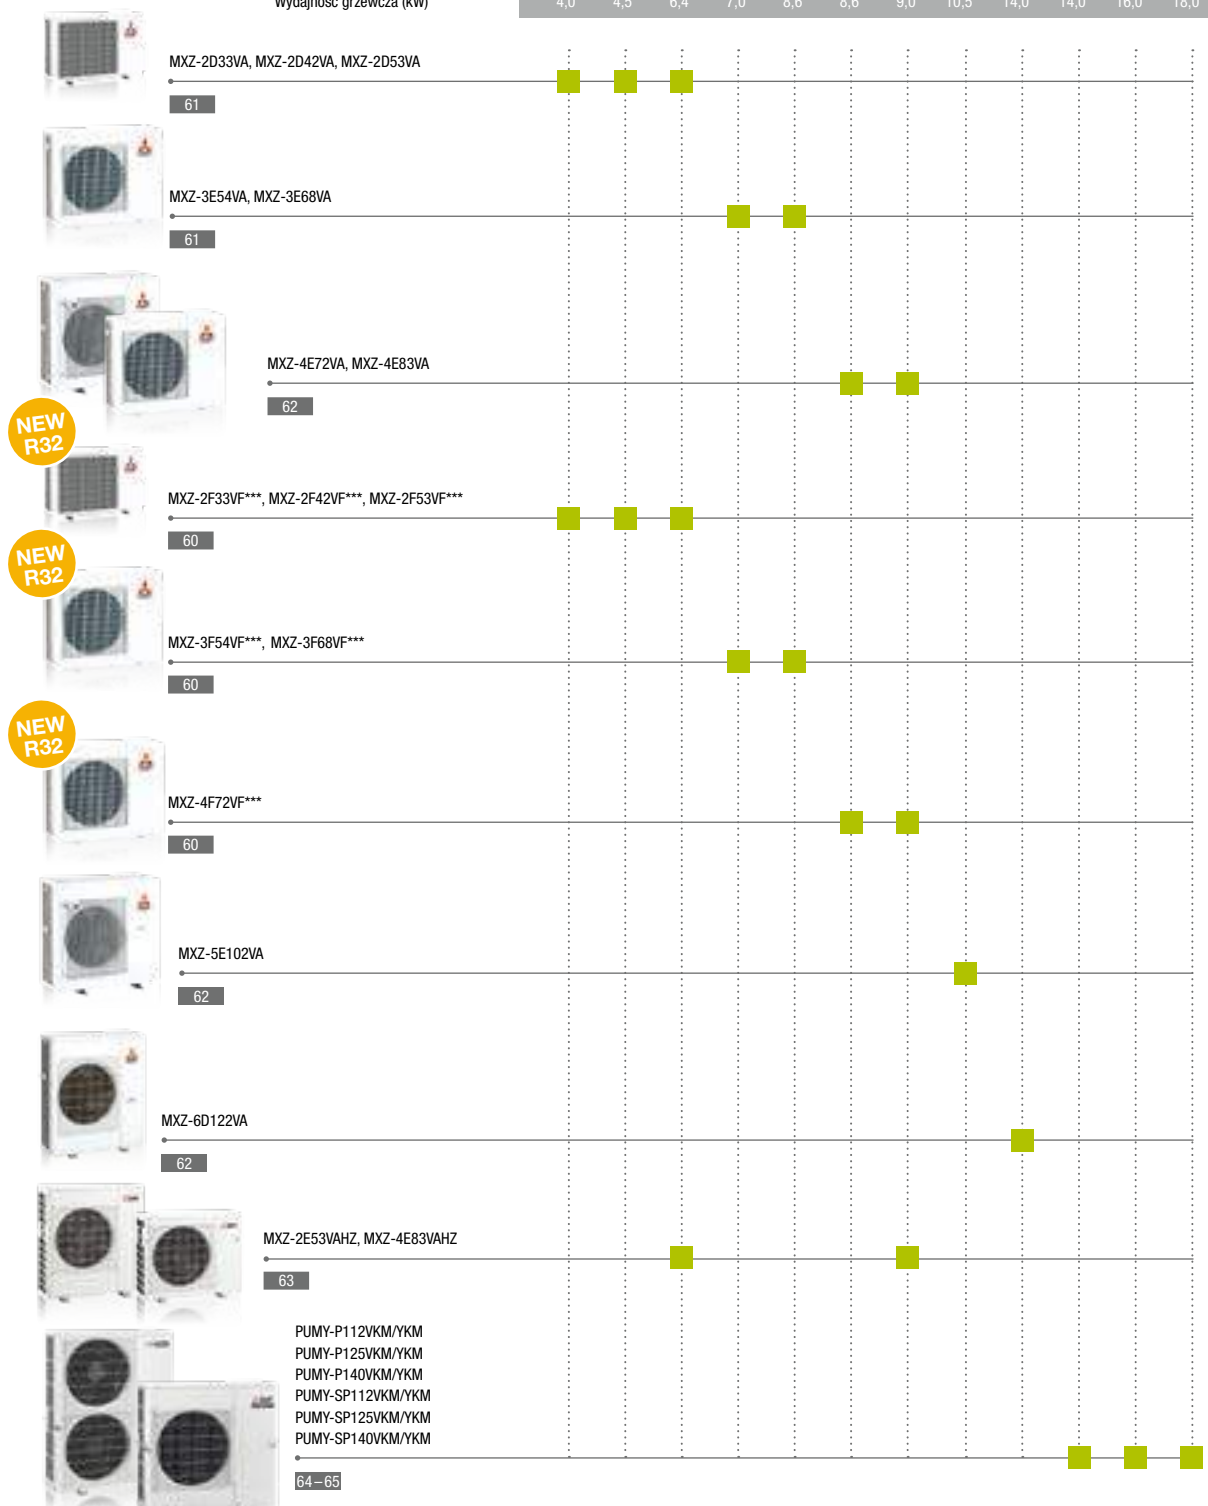 Wydajność grzewcza (kW) 4,0 4,5 6,4 7,0 8,6 8,6 9,0 10,5 14,0 14,0 16,0 18,0
MXZ-2D33VA, MXZ-2D42VA, MXZ-2D53VA
61
MXZ-3E54VA, MXZ-3E68VA
61
MXZ-4E72VA, MXZ-4E83VA
62
NEW
R32
MXZ-2F33VF***, MXZ-2F42VF***, MXZ-2F53VF***
60
NEW
R32
MXZ-3F54VF***, MXZ-3F68VF***
60
NEW
R32
MXZ-4F72VF***
60
MXZ-5E102VA
62
MXZ-6D122VA
62
MXZ-2E53VAHZ, MXZ-4E83VAHZ
63
PUMY-P112VKM/YKM
PUMY-P125VKM/YKM
PUMY-P140VKM/YKM
PUMY-SP112VKM/YKM
PUMY-SP125VKM/YKM
PUMY-SP140VKM/YKM
64–65